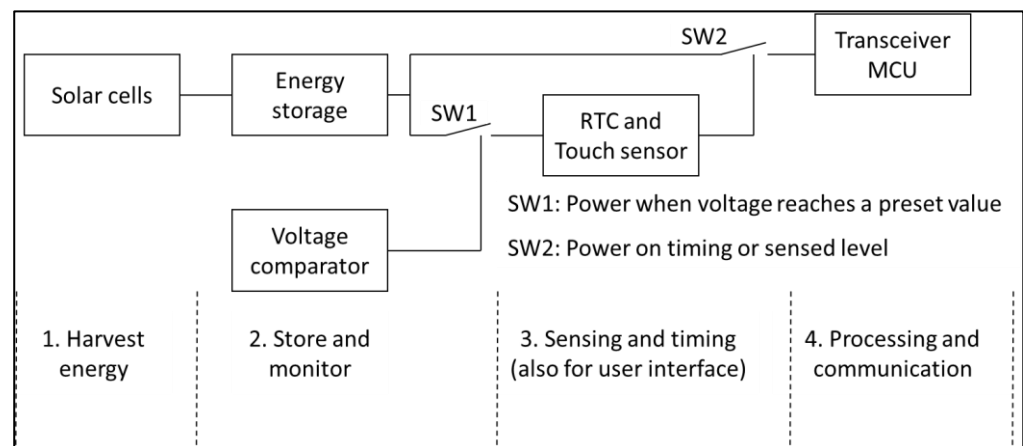 SW2
Transceiver
MCU
Solar cells
Energy
storage
SW1
RTC and
Touch sensor
SW1: Power when voltage reaches a preset value
Voltage
comparator
SW2: Power on timing or sensed level
1. Harvest
energy
2. Store and
monitor
3. Sensing and timing
(also for user interface)
4. Processing and
communication